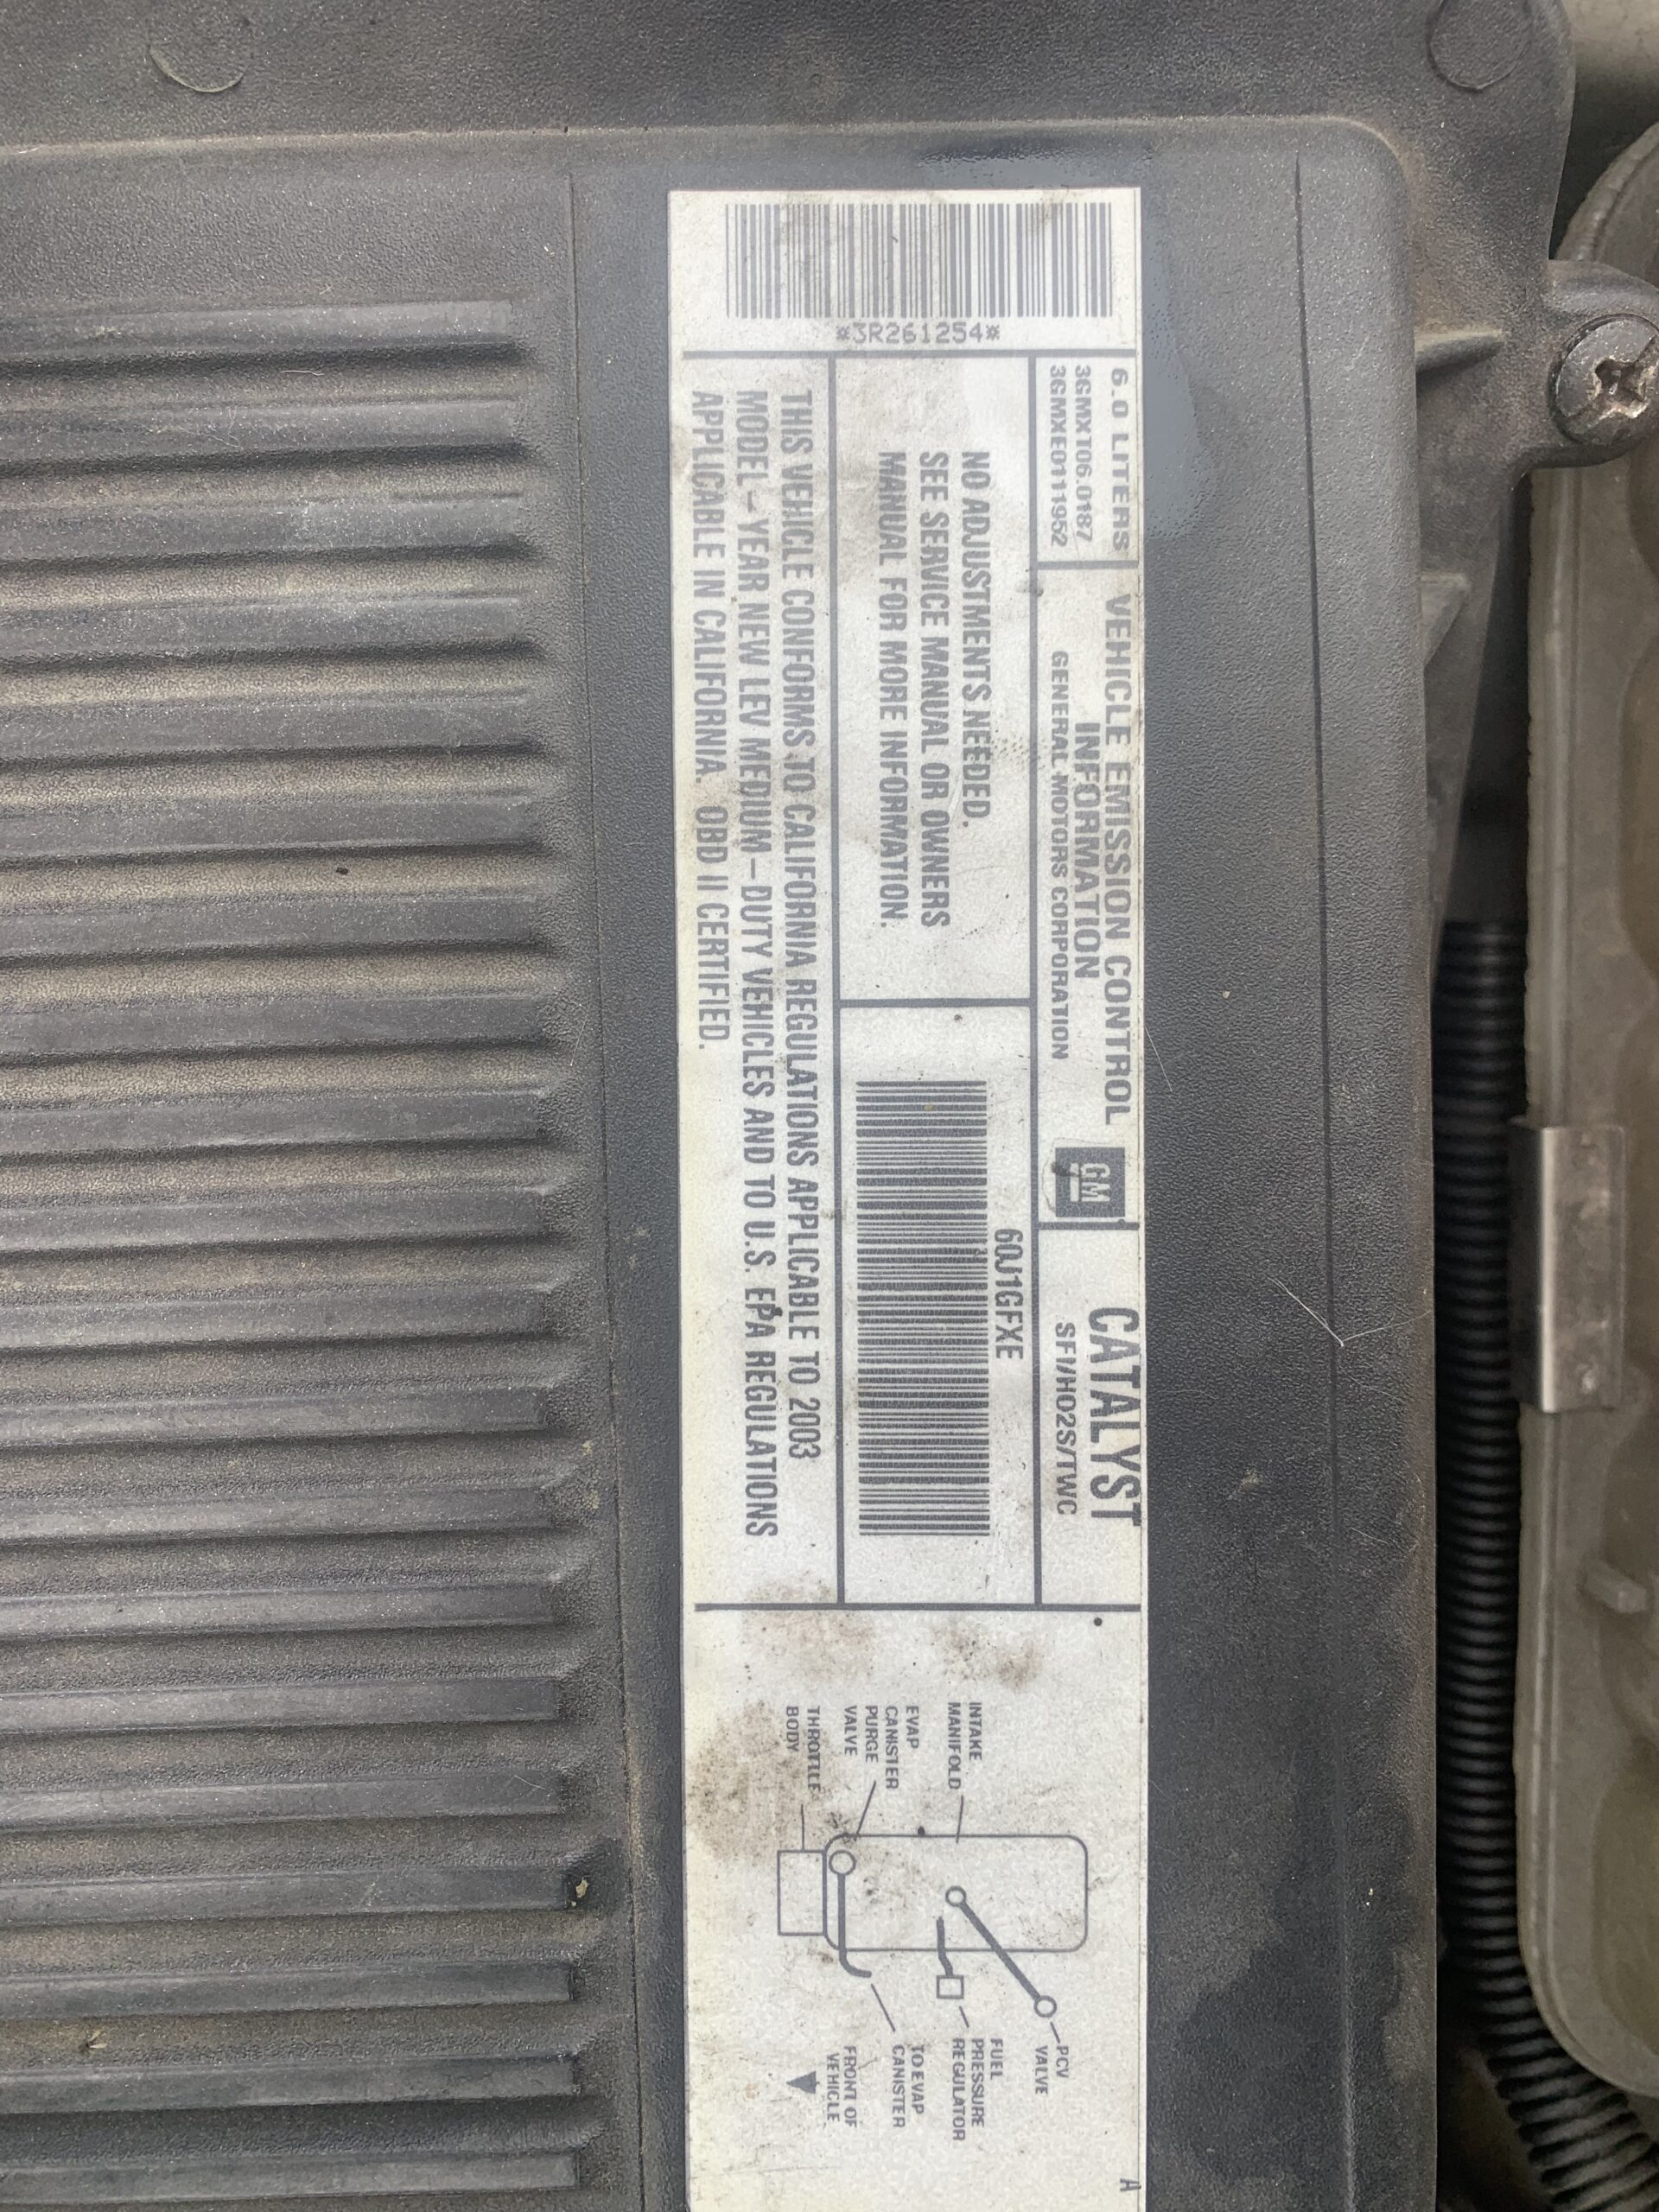 *3R261254*
6.0 LITERS
3GMXT06.0187
3GMXE0111952
VEHICLE EMISSION CONTROL
INFORMATION
GENERAL MOTORS CORPORATION
GM
CATALYST
SFI/HO2S/TWC
NO ADJUSTMENTS NEEDED.
SEE SERVICE MANUAL OR OWNERS
MANUAL FOR MORE INFORMATION.
60J1GFXE
THIS VEHICLE CONFORMS TO CALIFORNIA REGULATIONS APPLICABLE TO 2003
MODEL-YEAR NEW LEV MEDIUM-DUTY VEHICLES AND TO U.S. EPA REGULATIONS
APPLICABLE IN CALIFORNIA. OBD II CERTIFIED.
INTAKE
MANIFOLD
EVAP
CANISTER
PURGE
VALVE
THROTTLE
BODY
PCV
VALVE
FUEL
PRESSURE
REGULATOR
TO EVAP
CANISTER
FRONT OF
VEHICLE
A